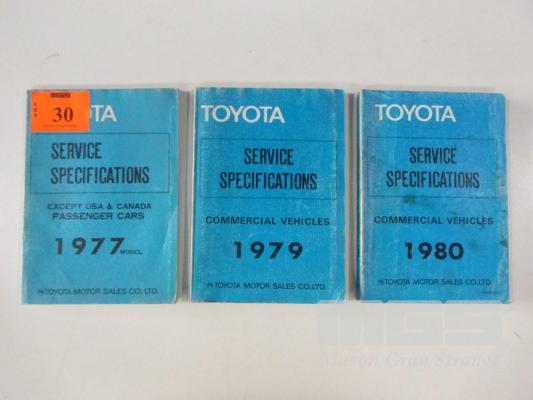 LOT
30
TOYOTA
SERVICE
SPECIFICATIONS
EXCEPT USA & CANADA
PASSENGER CARS
1977 MODEL
TOYOTA MOTOR SALES CO., LTD.
TOYOTA
SERVICE
SPECIFICATIONS
COMMERCIAL VEHICLES
1979
TOYOTA MOTOR SALES CO., LTD.
TOYOTA
SERVICE
SPECIFICATIONS
COMMERCIAL VEHICLES
1980
TOYOTA MOTOR SALES CO., LTD.
MGS
Mason Gray Strange